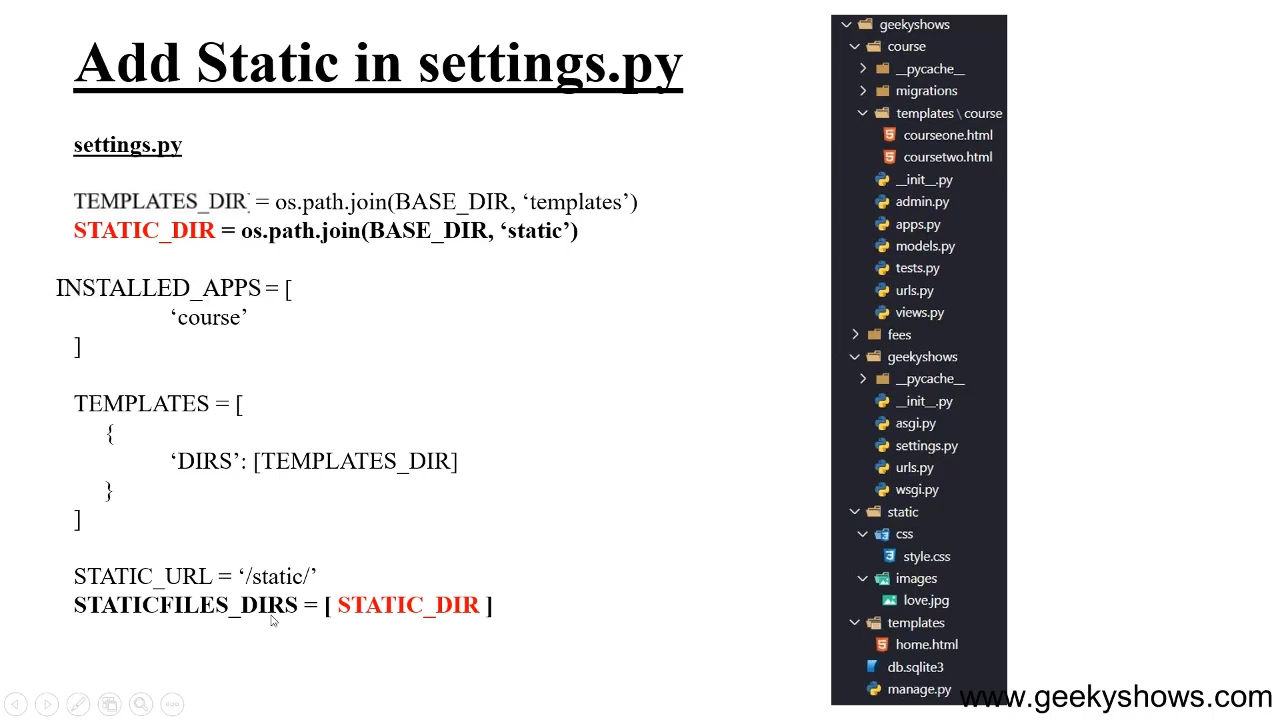 Add Static in settings.py
settings.py
TEMPLATES_DIR = os.path.join(BASE_DIR, ‘templates’)
STATIC_DIR = os.path.join(BASE_DIR, ‘static’)
INSTALLED_APPS = [
‘course’
]
TEMPLATES = [
{
‘DIRS’: [TEMPLATES_DIR]
}
]
STATIC_URL = ‘/static/’
STATICFILES_DIRS = [ STATIC_DIR ]
geekyshows
course
__pycache__
migrations
templates \ course
courseone.html
coursetwo.html
__init__.py
admin.py
apps.py
models.py
tests.py
urls.py
views.py
fees
geekyshows
__pycache__
__init__.py
asgi.py
settings.py
urls.py
wsgi.py
static
css
style.css
images
love.jpg
templates
home.html
db.sqlite3
manage.py
www.geekyshows.com